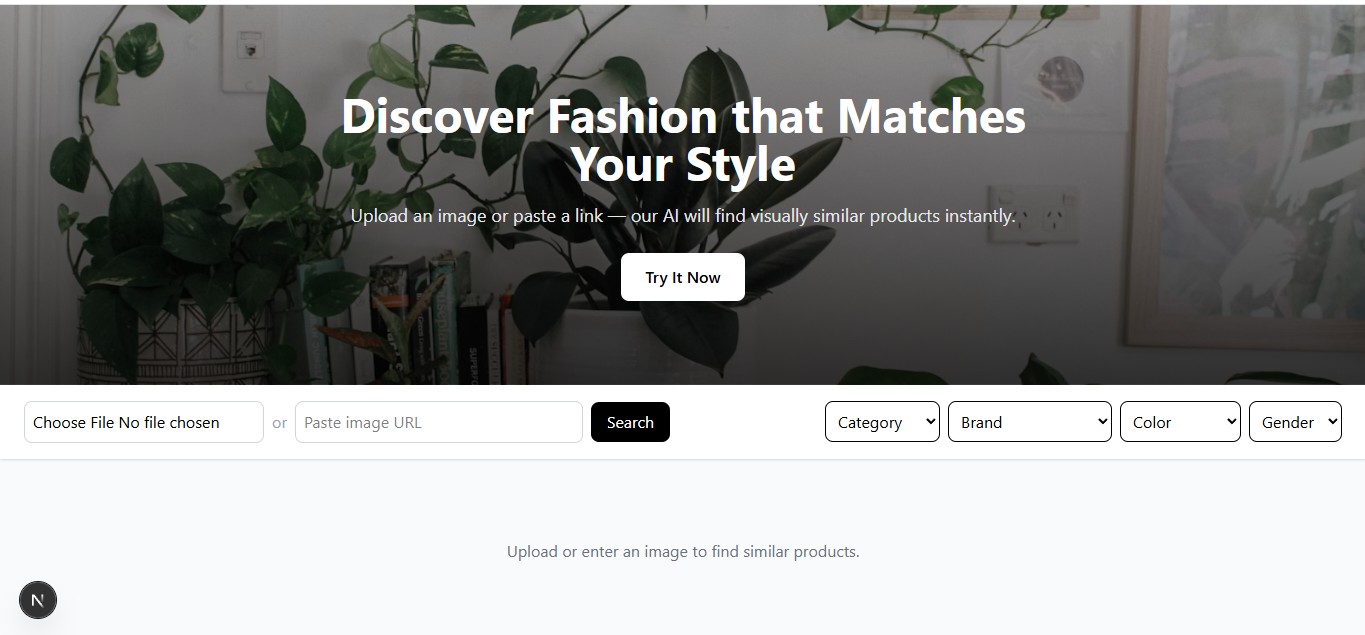 Discover Fashion that Matches
Your Style
Upload an image or paste a link — our AI will find visually similar products instantly.
Try It Now
Choose File No file chosen
or
Paste image URL
Search
Category
Brand
Color
Gender
Upload or enter an image to find similar products.
N